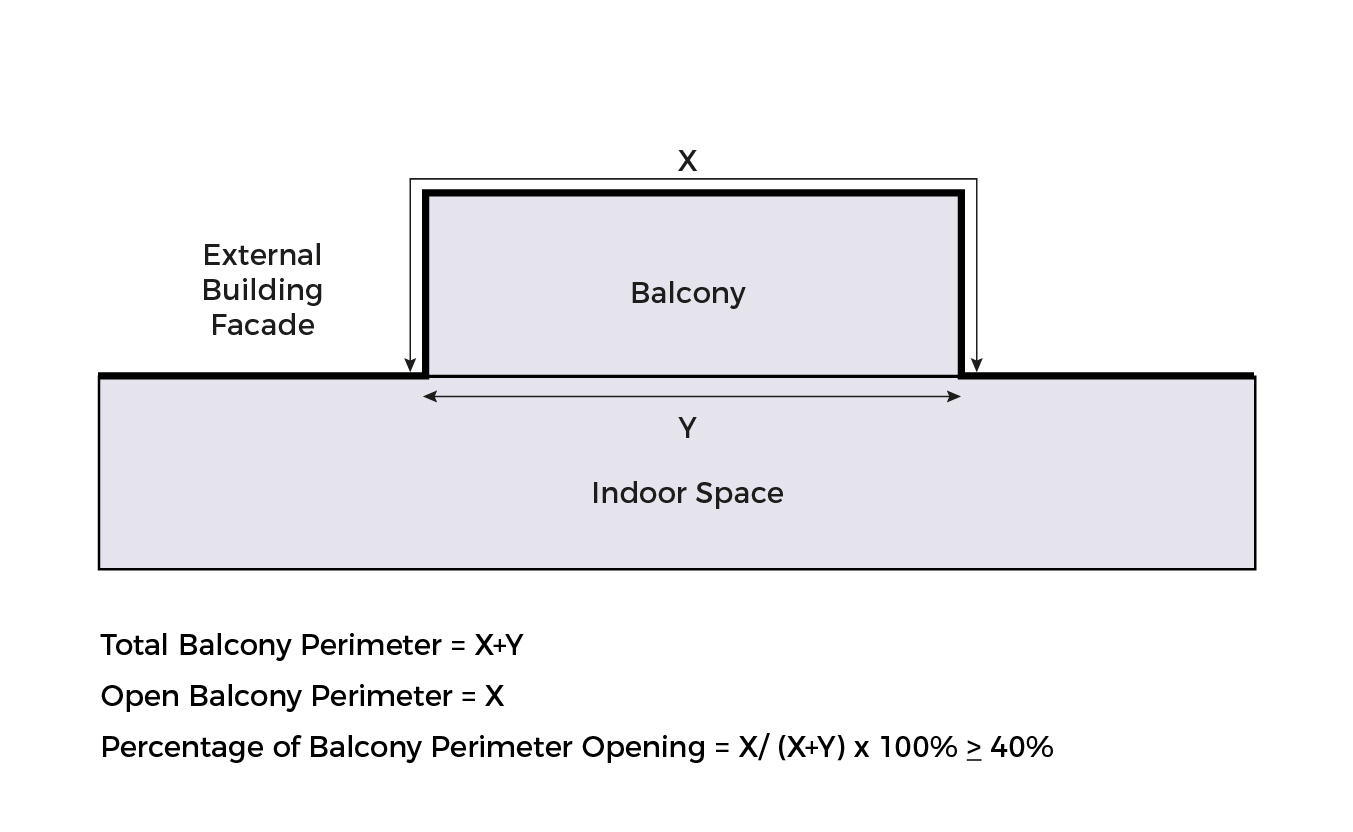 X
External
Building
Facade
Balcony
Y
Indoor Space
Total Balcony Perimeter = X+Y
Open Balcony Perimeter = X
Percentage of Balcony Perimeter Opening = X/ (X+Y) x 100% ≥ 40%